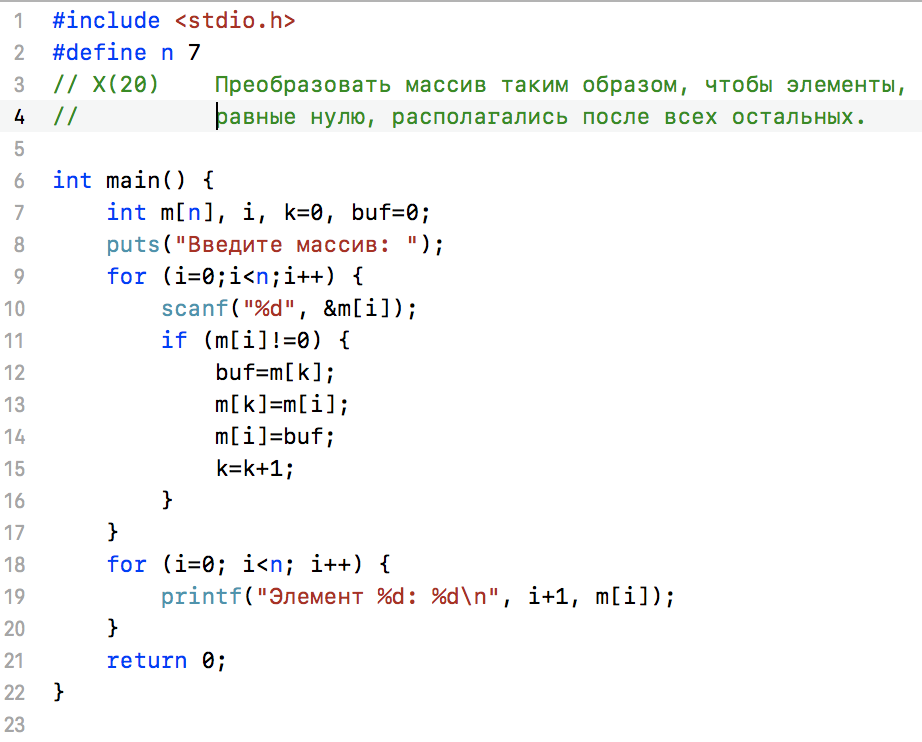 1 #include <stdio.h>
2 #define n 7
3 // X(20)    Преобразовать массив таким образом, чтобы элементы,
4 //          равные нулю, располагались после всех остальных.
5
6 int main() {
7     int m[n], i, k=0, buf=0;
8     puts("Введите массив: ");
9     for (i=0;i<n;i++) {
10         scanf("%d", &m[i]);
11         if (m[i]!=0) {
12             buf=m[k];
13             m[k]=m[i];
14             m[i]=buf;
15             k=k+1;
16         }
17     }
18     for (i=0; i<n; i++) {
19         printf("Элемент %d: %d\n", i+1, m[i]);
20     }
21     return 0;
22 }
23